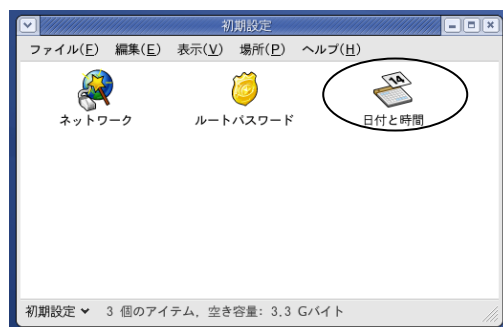 初期設定
ファイル(F) 編集(E) 表示(V) 場所(P) ヘルプ(H)
14
ネットワーク ルートパスワード 日付と時間
初期設定 3 個のアイテム, 空き容量: 3.3 Gバイト